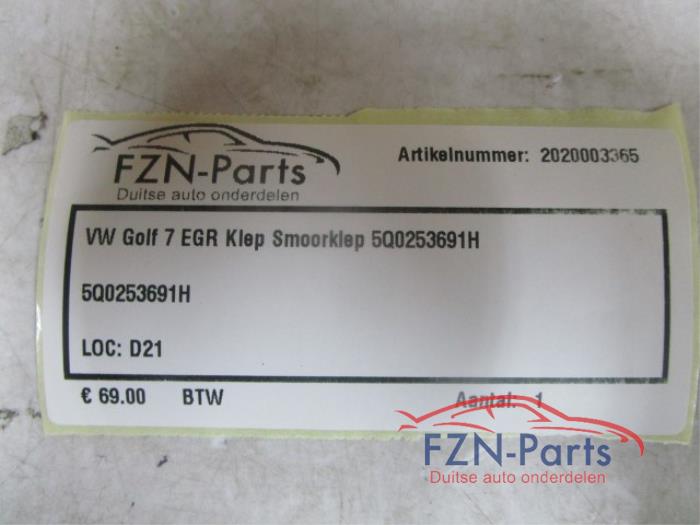 FZN-Parts
Duitse auto onderdelen
Artikelnummer: 2020003365
VW Golf 7 EGR Klep Smoorklep 5Q0253691H
5Q0253691H
LOC: D21
€ 69.00 BTW Aantal: 1
FZN-Parts
Duitse auto onderdelen